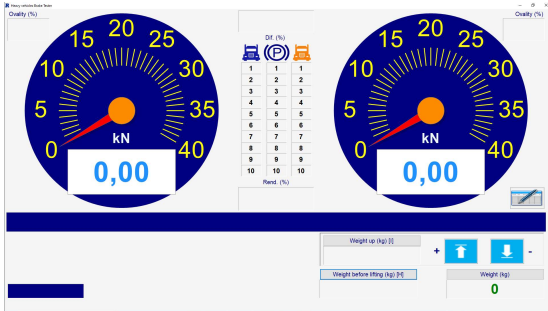 Heavy vehicles Brake Tester
Ovality (%)
Ovality (%)
0 5 10 15 20 25 30 35 40
kN
0,00
Dif. (%)
(P)
1 1 1
2 2 2
3 3 3
4 4 4
5 5 5
6 6 6
7 7 7
8 8 8
9 9 9
10 10 10
Rend. (%)
0 5 10 15 20 25 30 35 40
kN
0,00
Weight up (kg) [I]
+
-
Weight before lifting (kg) [H]
Weight (kg)
0